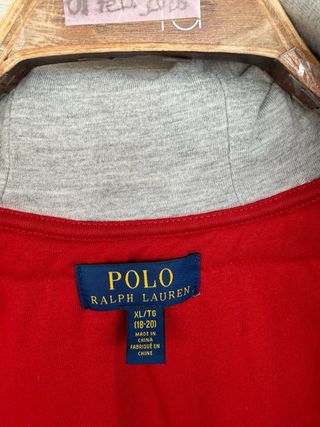 POLO
RALPH LAUREN
XL/TG
(18-20)
MADE IN
CHINA
FABRIQUÉ EN
CHINE